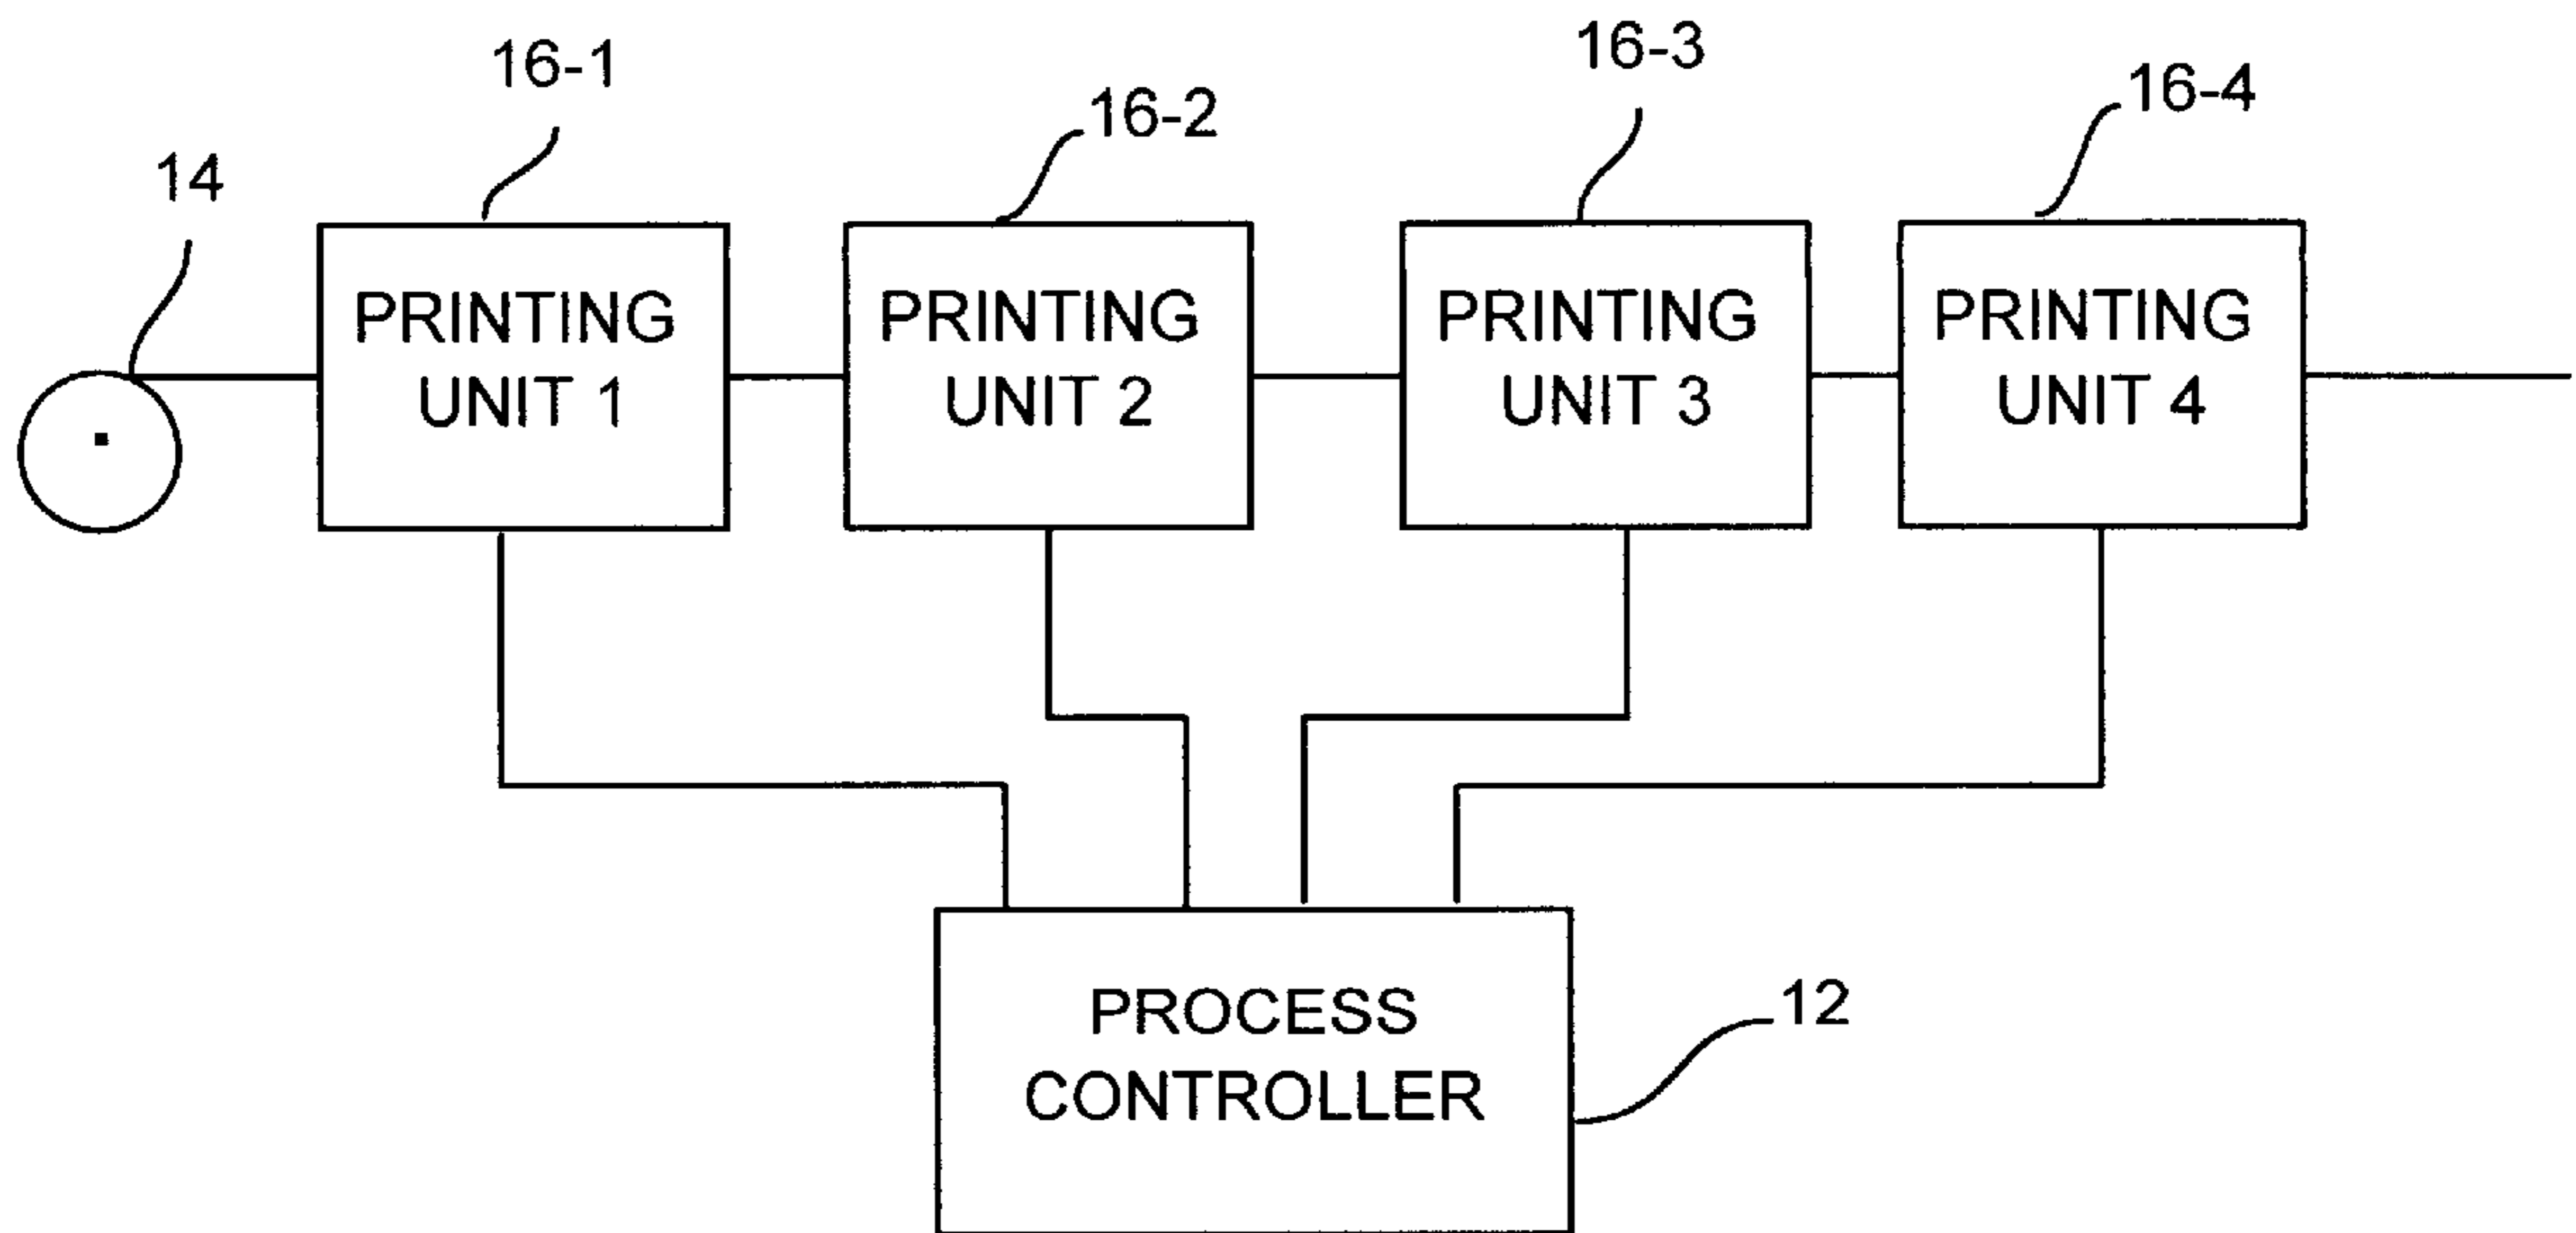 16-1
16-2
16-3
16-4
14
PRINTING
UNIT 1
PRINTING
UNIT 2
PRINTING
UNIT 3
PRINTING
UNIT 4
PROCESS
CONTROLLER
12